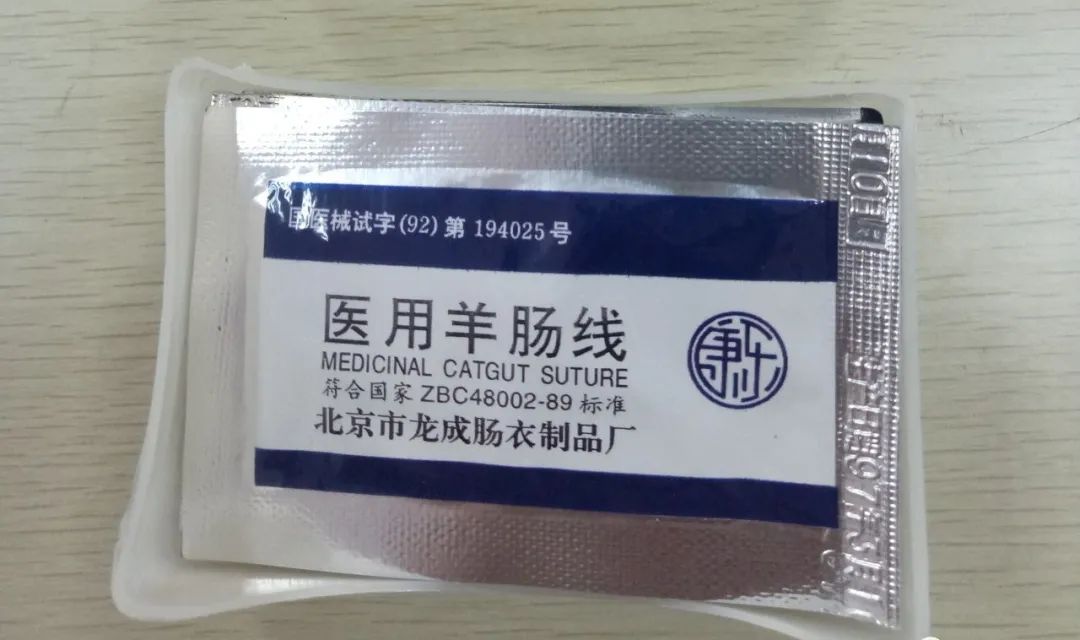 国医械试字(92)第 194025 号
医用羊肠线
MEDICINAL CATGUT SUTURE
符合国家 ZBC48002-89 标准
北京市龙成肠衣制品厂